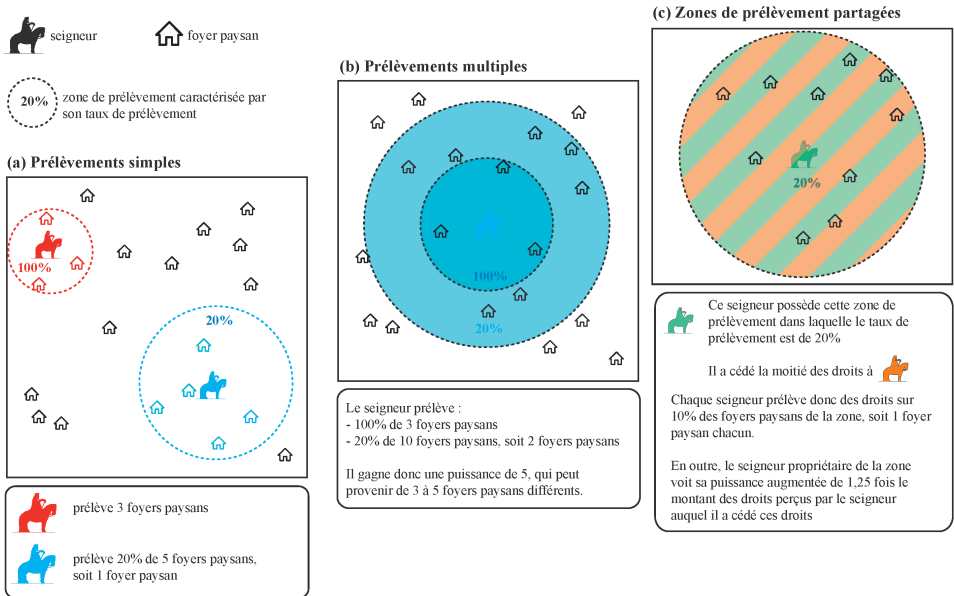 seigneur
foyer paysan
20%
zone de prélèvement caractérisée par
son taux de prélèvement
(a) Prélèvements simples
100%
20%
prélève 3 foyers paysans
prélève 20% de 5 foyers paysans,
soit 1 foyer paysan
(b) Prélèvements multiples
100%
20%
Le seigneur prélève :
- 100% de 3 foyers paysans
- 20% de 10 foyers paysans, soit 2 foyers paysans
Il gagne donc une puissance de 5, qui peut
provenir de 3 à 5 foyers paysans différents.
(c) Zones de prélèvement partagées
20%
Ce seigneur possède cette zone de
prélèvement dans laquelle le taux de
prélèvement est de 20%
Il a cédé la moitié des droits à
Chaque seigneur prélève donc des droits sur
10% des foyers paysans de la zone, soit 1 foyer
paysan chacun.
En outre, le seigneur propriétaire de la zone
voit sa puissance augmentée de 1,25 fois le
montant des droits perçus par le seigneur
auquel il a cédé ces droits